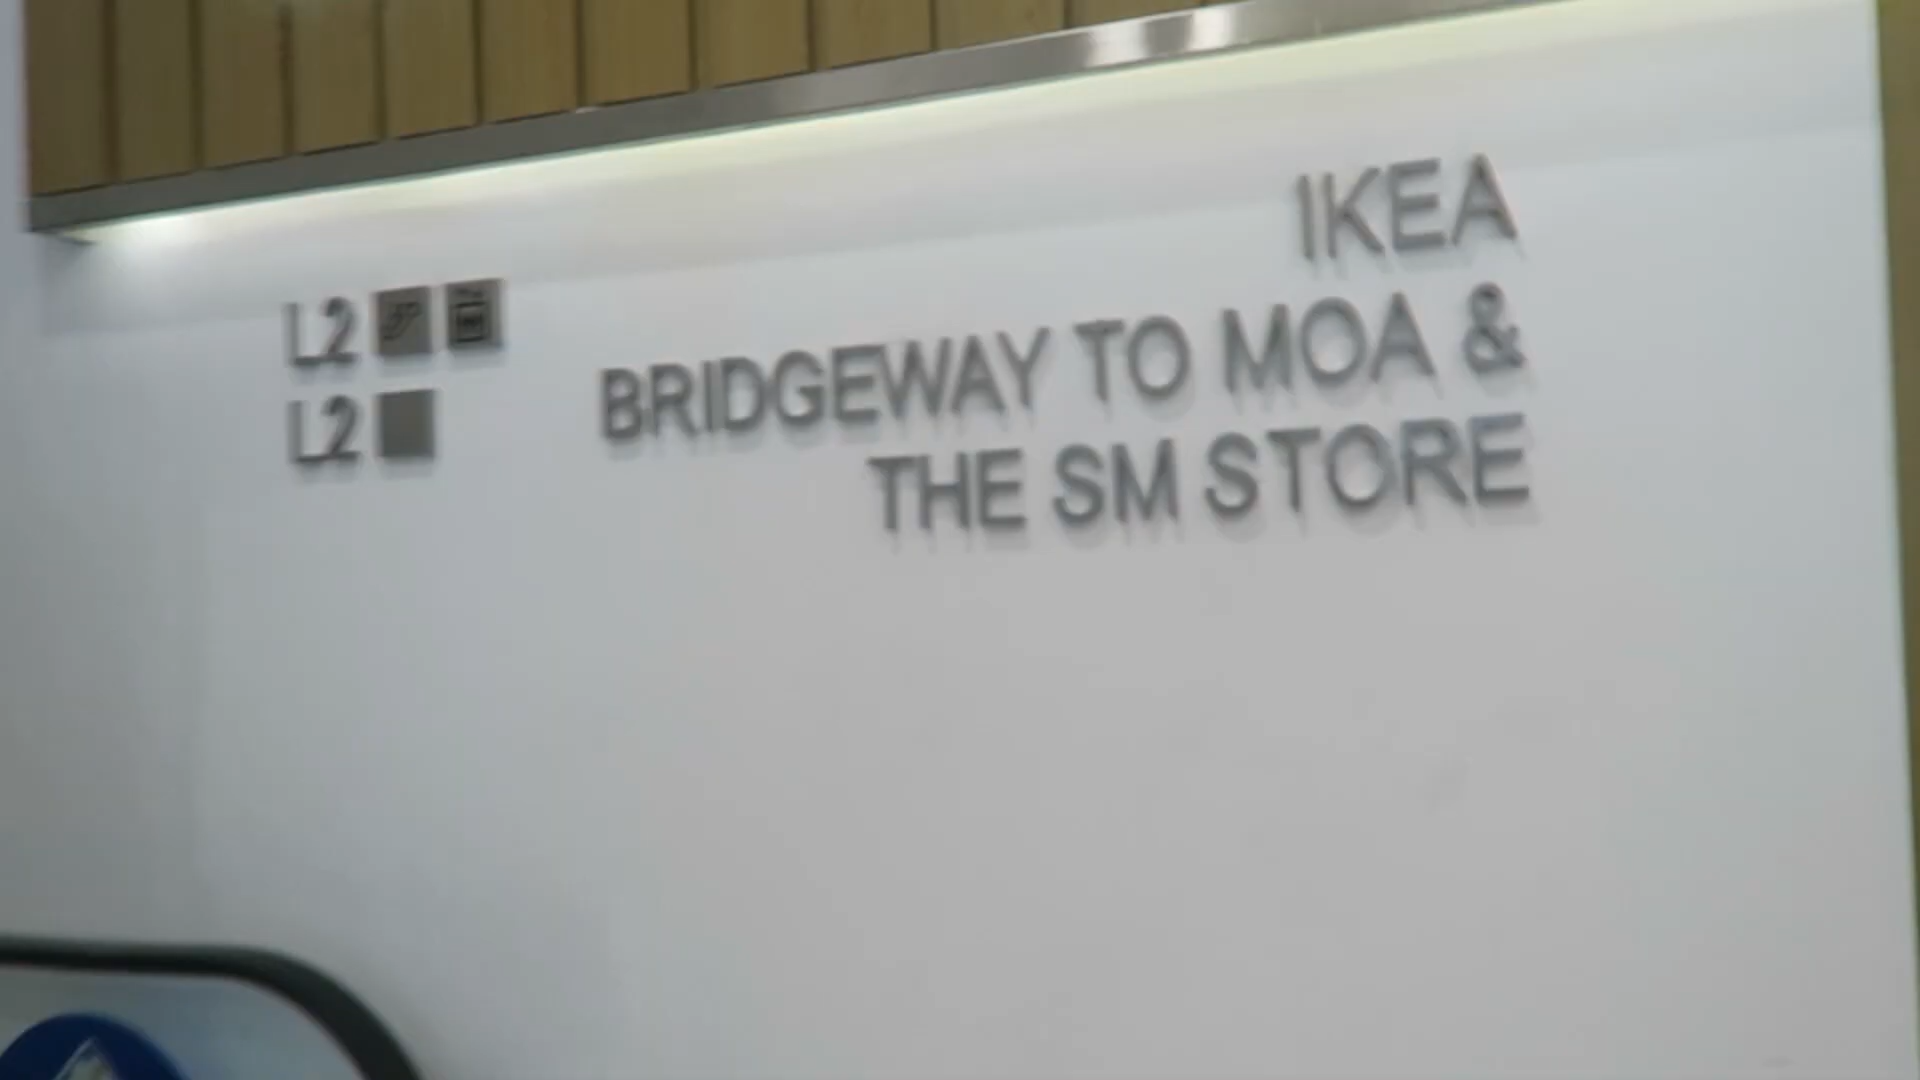 L2 IKEA
L2 BRIDGEWAY TO MOA &
THE SM STORE